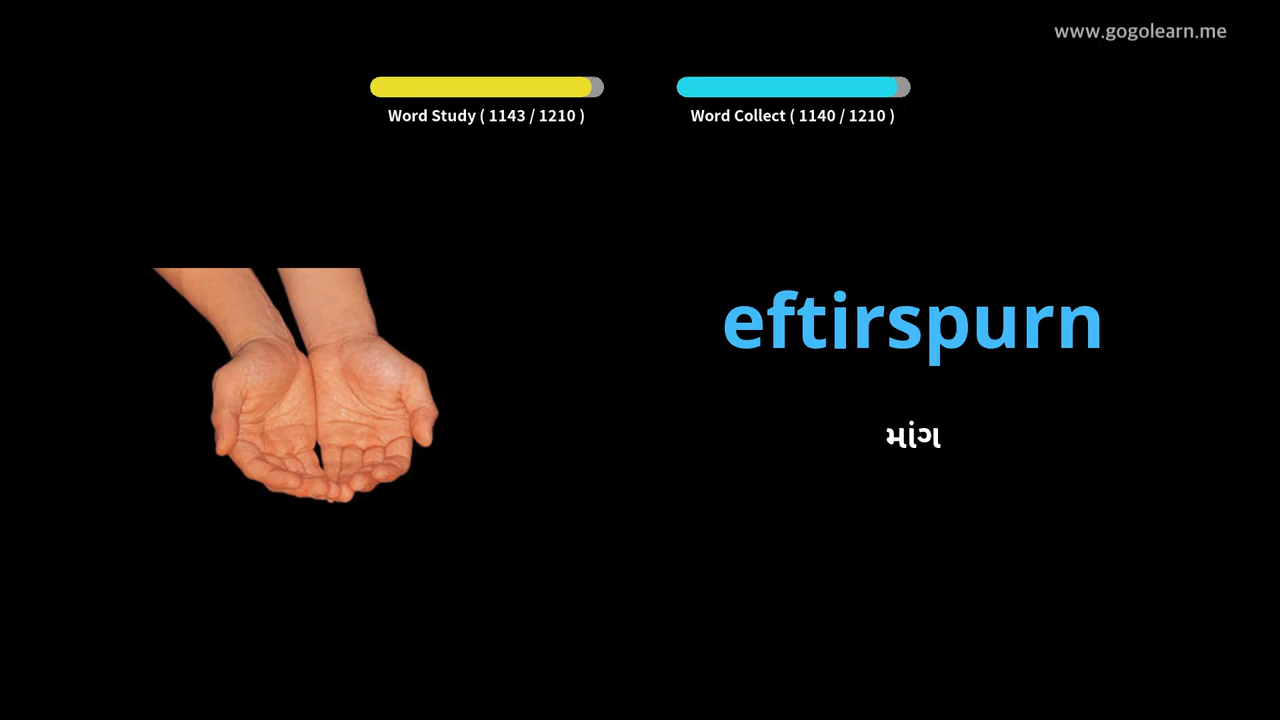 www.gogolearn.me
Word Study ( 1143 / 1210 )
Word Collect ( 1140 / 1210 )
eftirspurn
માંગ